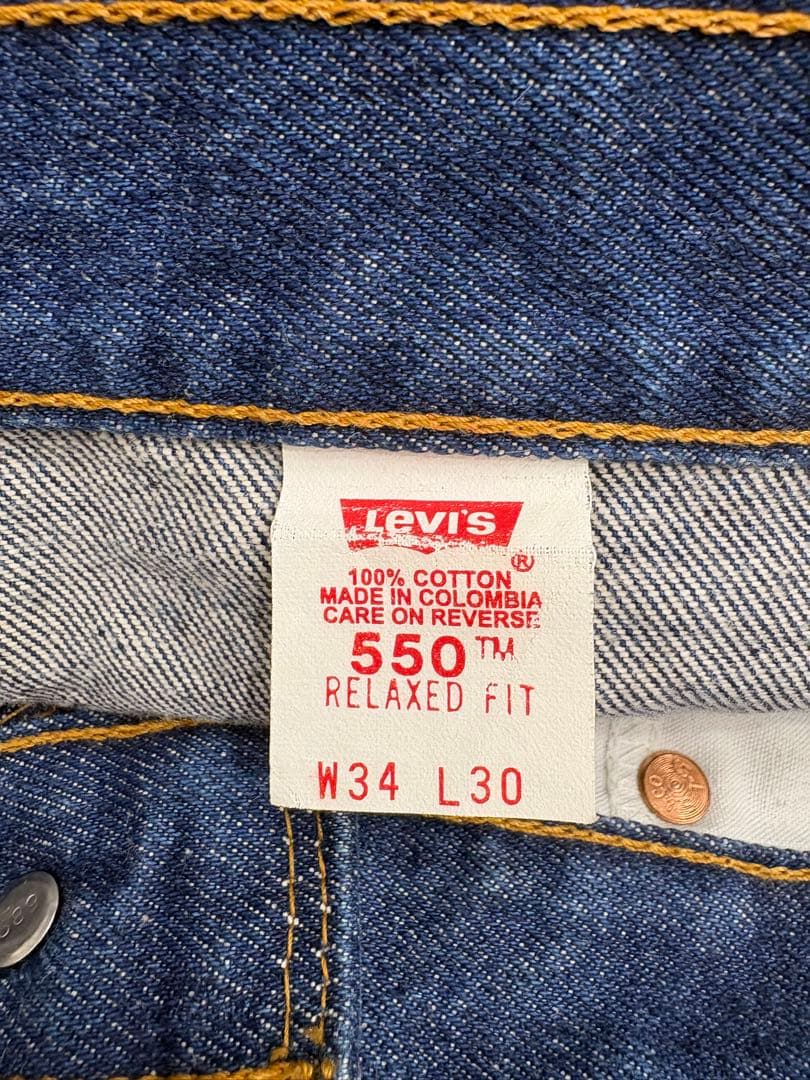 Levi's
®
100% COTTON
MADE IN COLOMBIA
CARE ON REVERSE
550™
RELAXED FIT
W34 L30